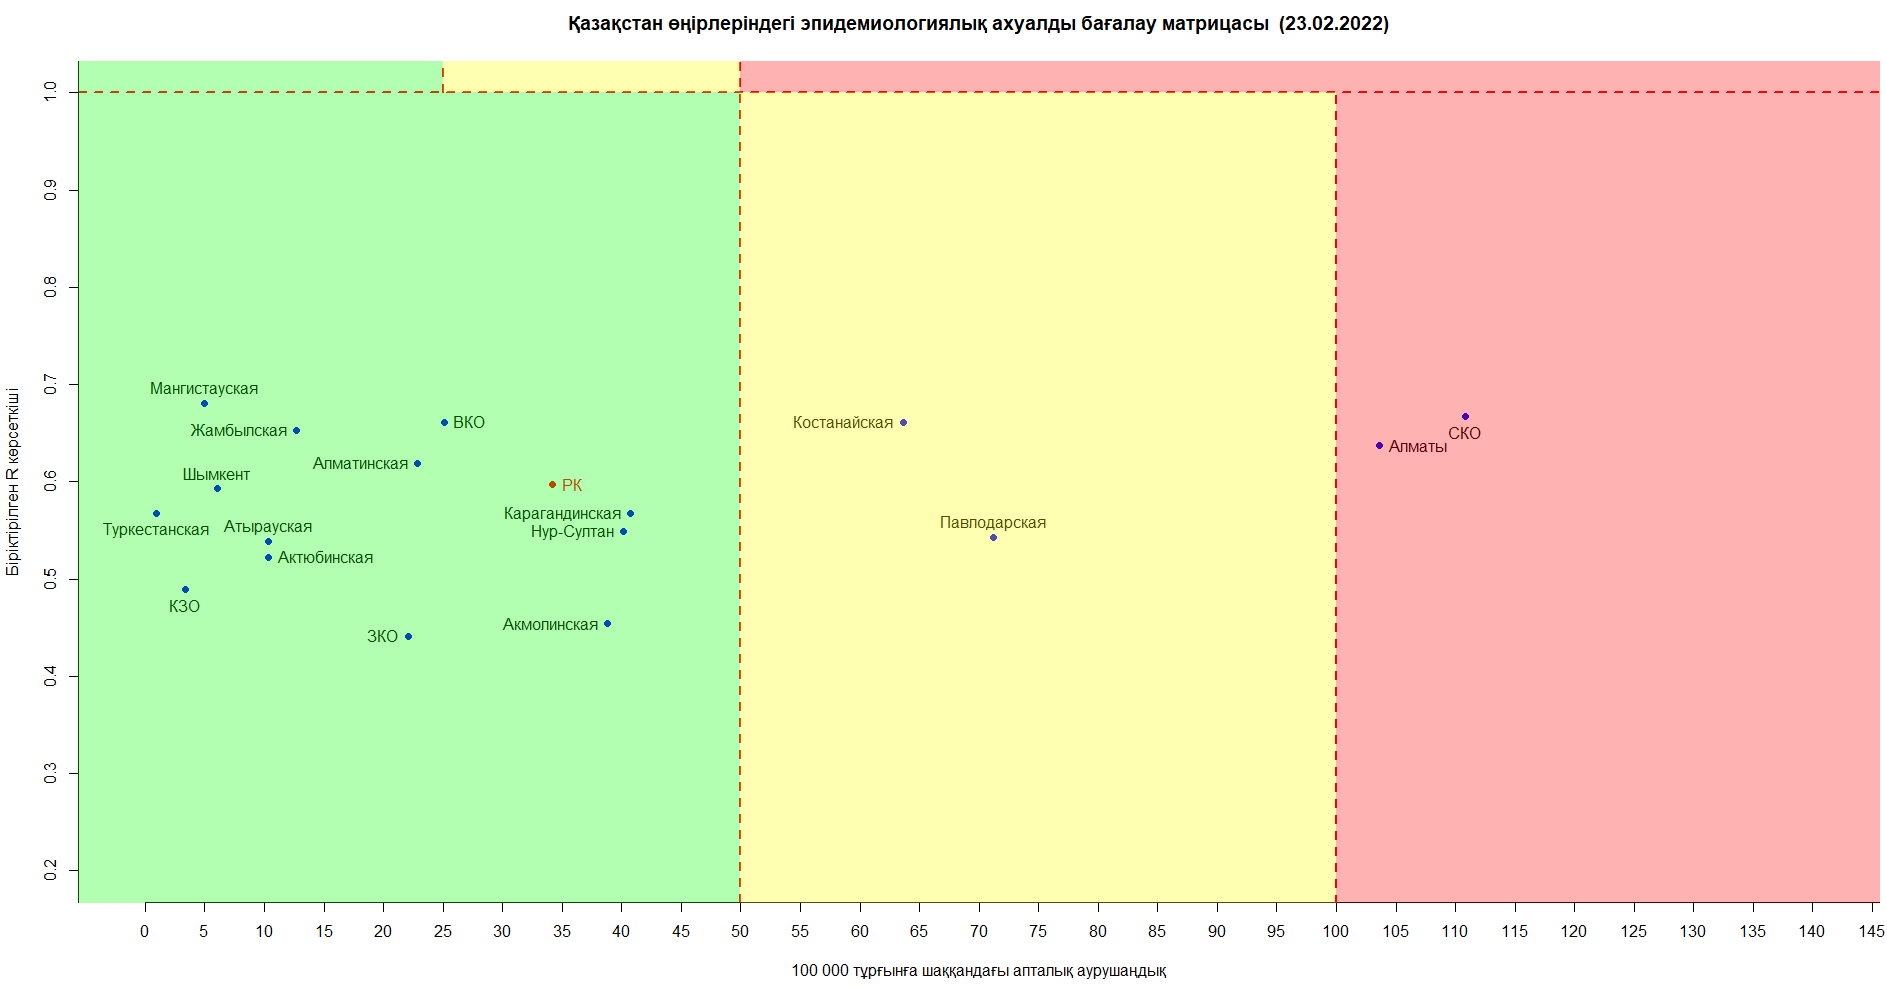 Қазақстан өңірлеріндегі эпидемиологиялық ахуалды бағалау матрицасы (23.02.2022)
Біріктірілген R көрсеткіші
1.0
0.9
0.8
0.7
0.6
0.5
0.4
0.3
0.2
Мангистауская
Жамбылская
ВКО
Костанайская
СКО
Алматы
Алматинская
Шымкент
РК
Карагандинская
Павлодарская
Туркестанская
Атырауская
Нур-Султан
Актюбинская
КЗО
Акмолинская
ЗКО
0 5 10 15 20 25 30 35 40 45 50 55 60 65 70 75 80 85 90 95 100 105 110 115 120 125 130 135 140 145
100 000 тұрғынға шаққандағы апталық аурушаңдық